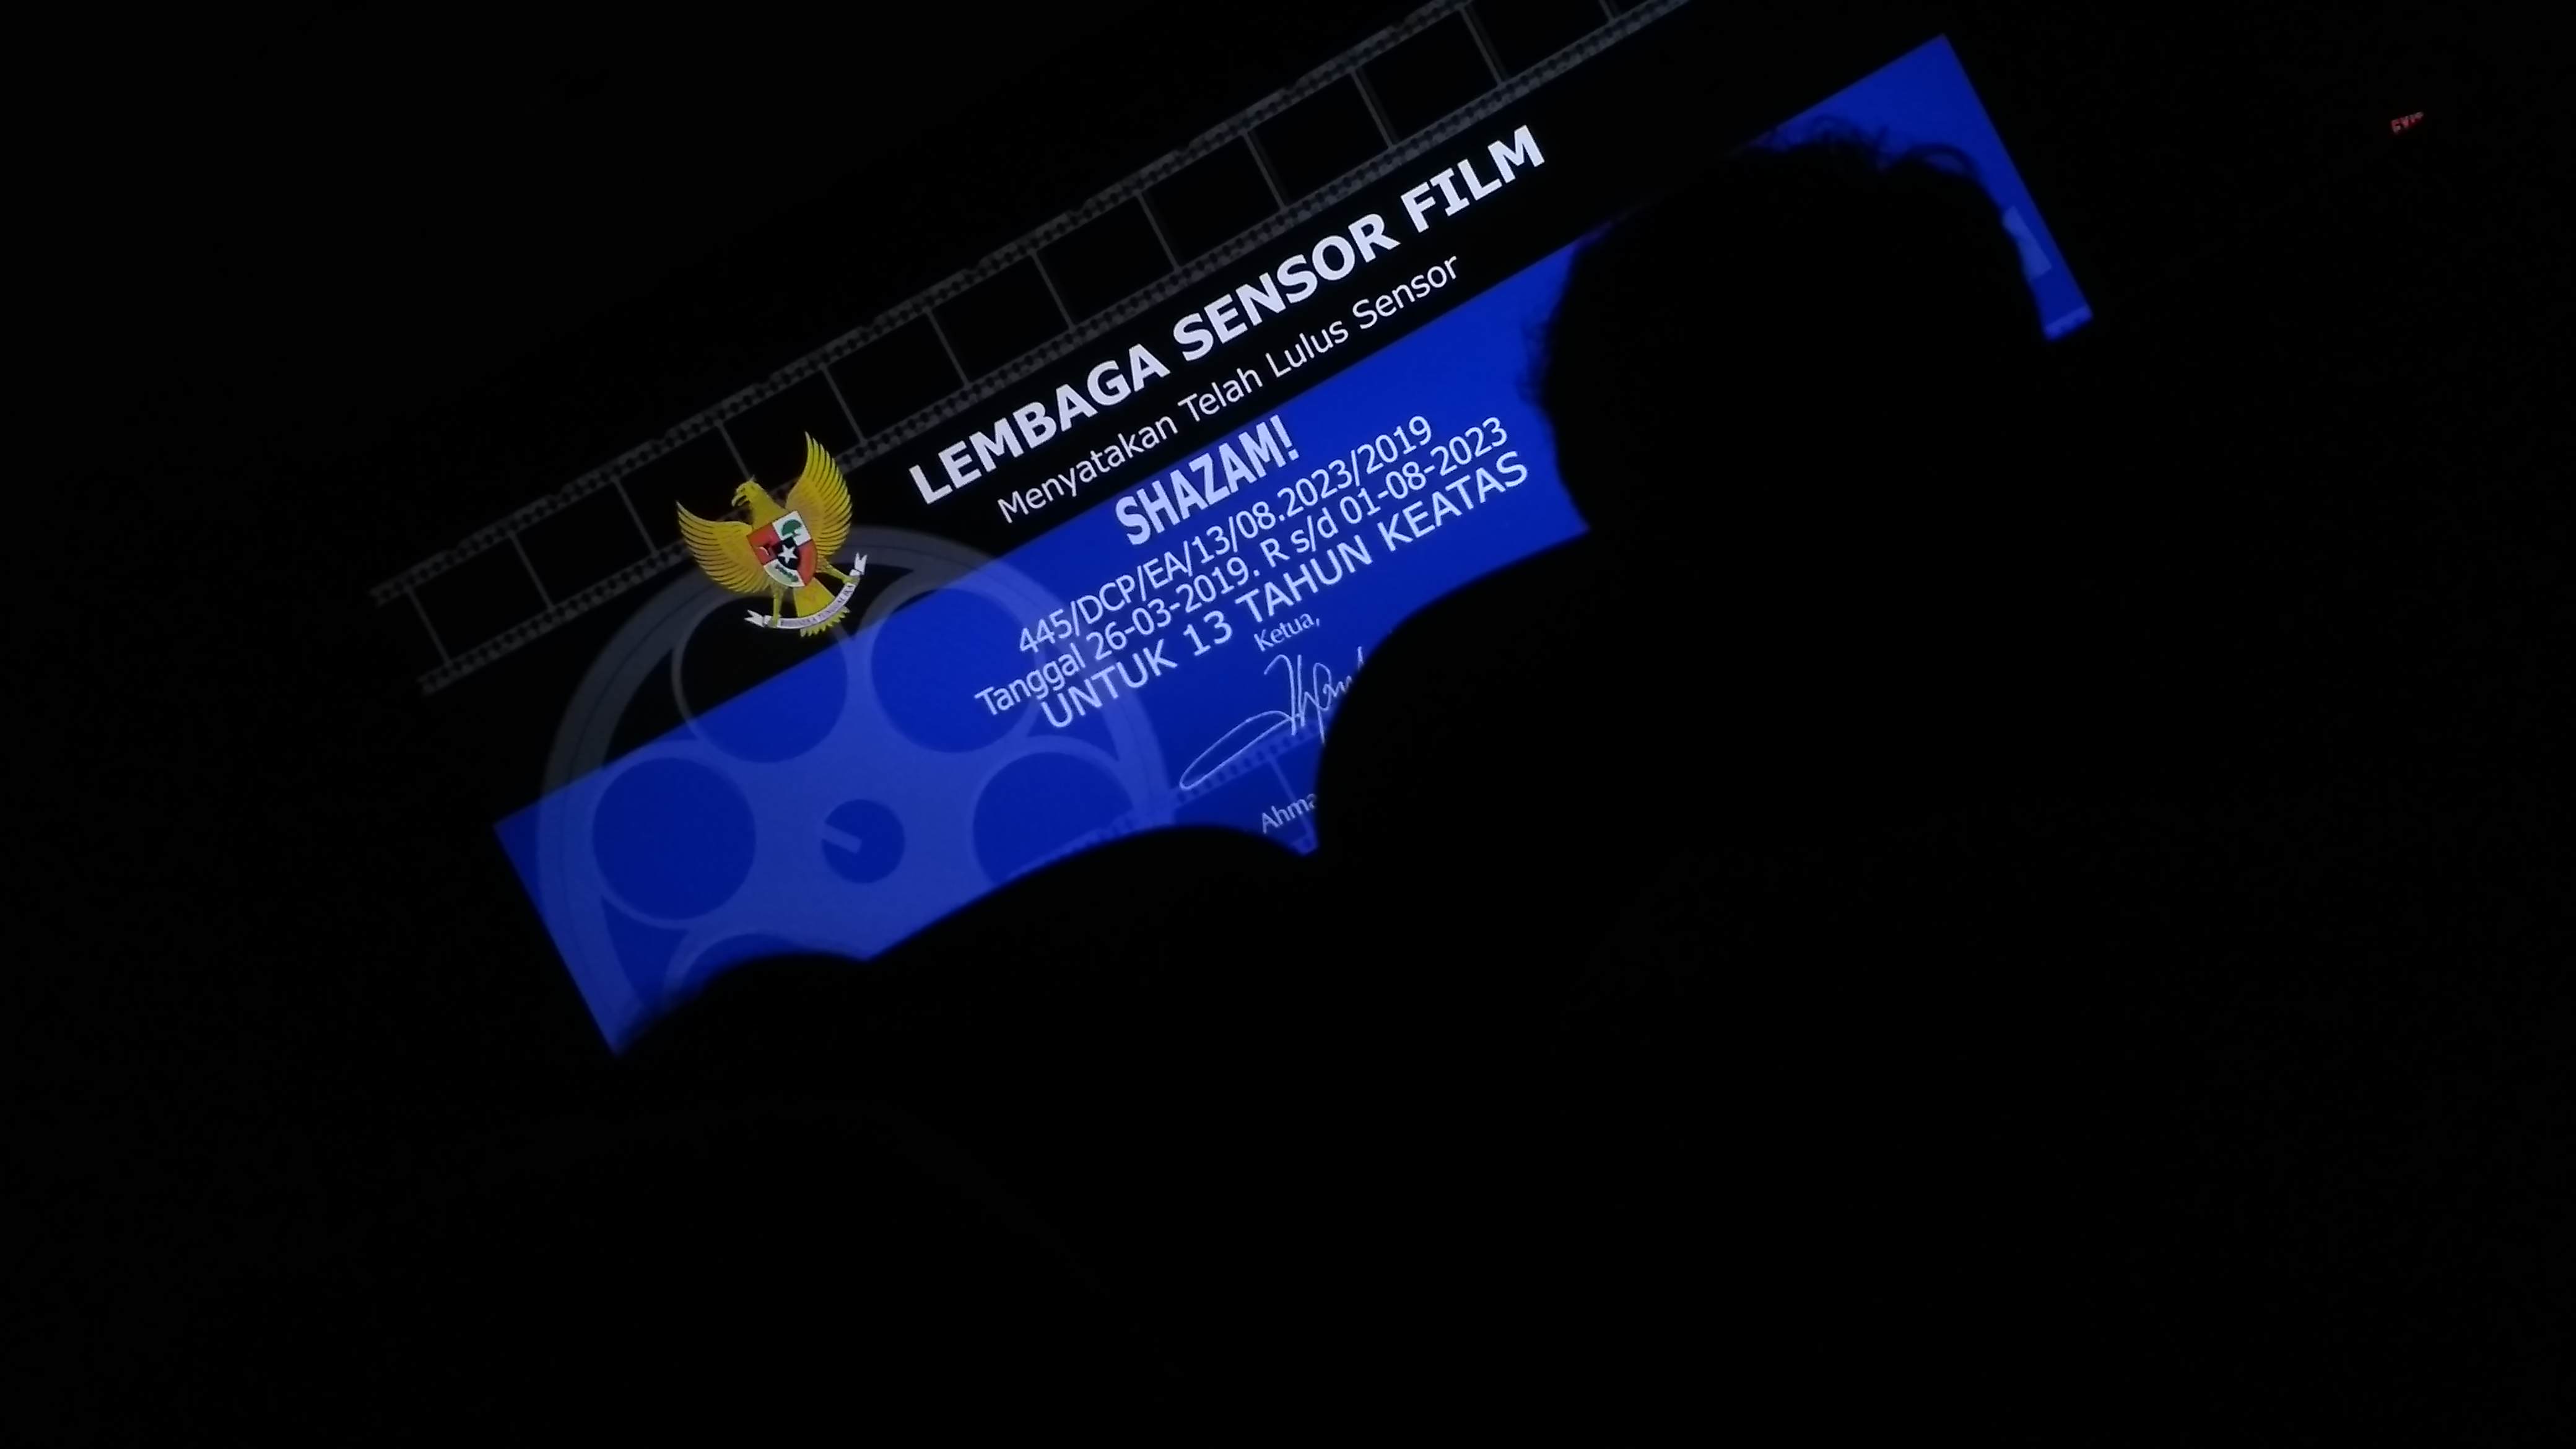 LEMBAGA SENSOR FILM
Menyatakan Telah Lulus Sensor
SHAZAM!
445/DCP/EA/13/08.2023/2019
Tanggal 26-03-2019. R s/d 01-08-2023
UNTUK 13 TAHUN KEATAS
Ketua,